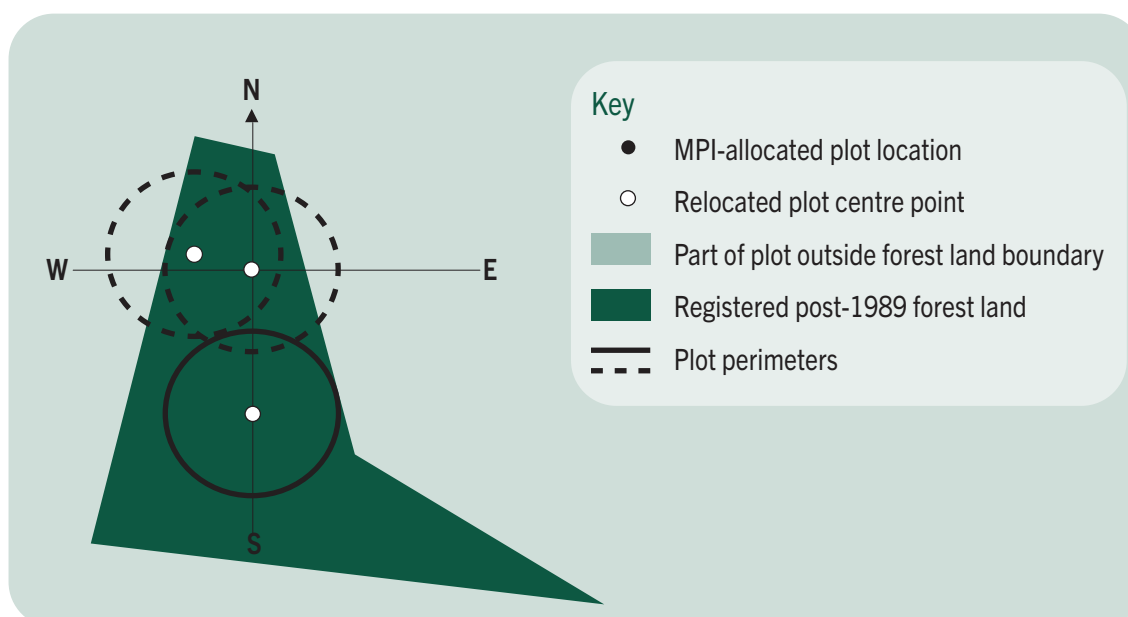 N
W
E
S
Key
MPI-allocated plot location
Relocated plot centre point
Part of plot outside forest land boundary
Registered post-1989 forest land
Plot perimeters